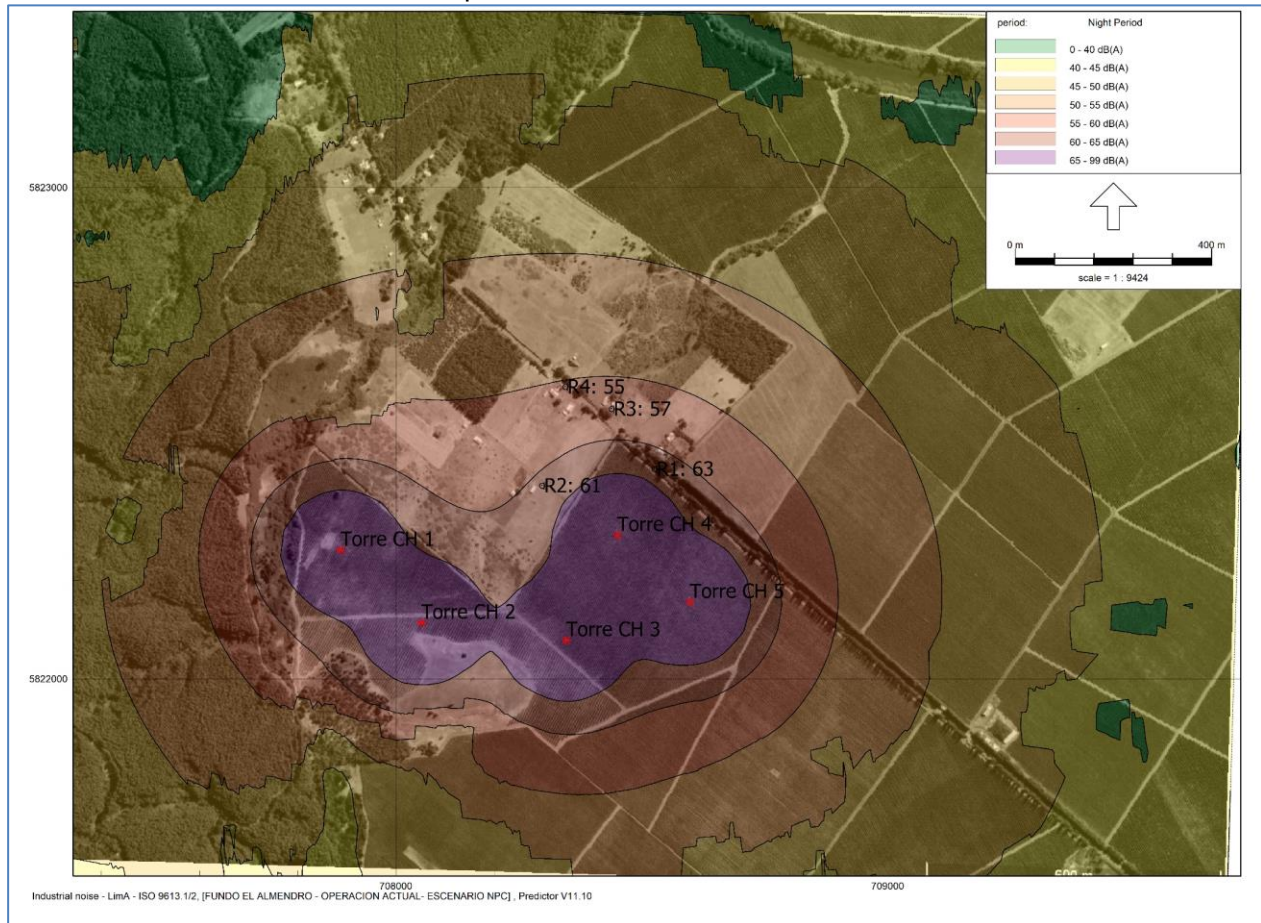 period: Night Period
0 - 40 dB(A)
40 - 45 dB(A)
45 - 50 dB(A)
50 - 55 dB(A)
55 - 60 dB(A)
60 - 65 dB(A)
65 - 99 dB(A)
0 m 400 m
scale = 1 : 9424
5823000
R4: 55
R3: 57
R1: 63
R2: 61
Torre CH 4
Torre CH 1
Torre CH 5
Torre CH 2
Torre CH 3
5822000
708000 709000
Industrial noise - LimA - ISO 9613.1/2, [FUNDO EL ALMENDRO - OPERACION ACTUAL- ESCENARIO NPC] , Predictor V11.10